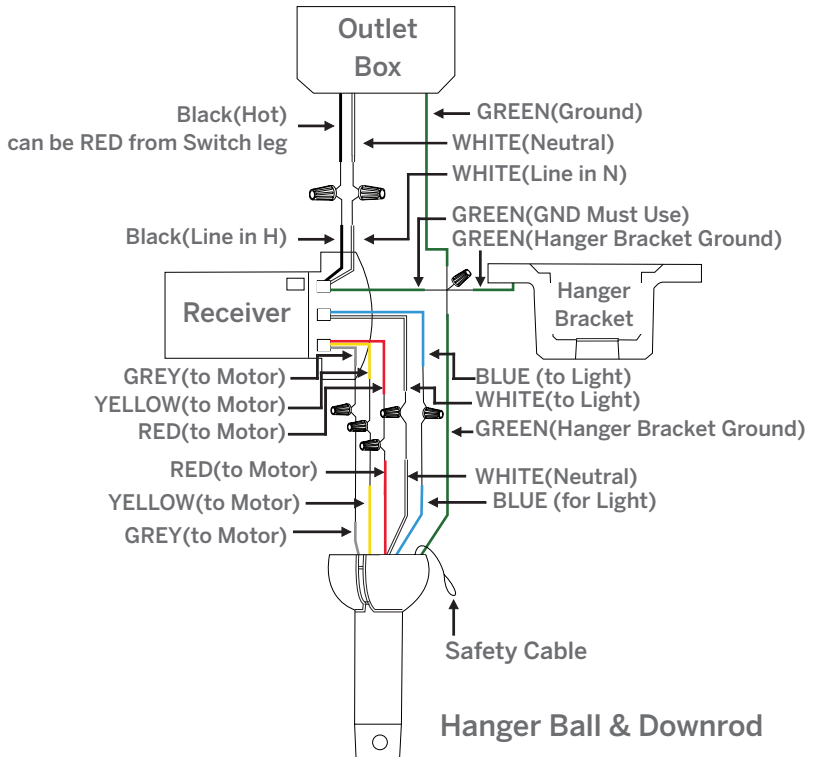 Outlet
Box
Black(Hot)
can be RED from Switch leg
GREEN(Ground)
WHITE(Neutral)
WHITE(Line in N)
GREEN(GND Must Use)
Black(Line in H)
GREEN(Hanger Bracket Ground)
Receiver
Hanger
Bracket
GREY(to Motor)
BLUE (to Light)
YELLOW(to Motor)
WHITE(to Light)
RED(to Motor)
GREEN(Hanger Bracket Ground)
RED(to Motor)
WHITE(Neutral)
YELLOW(to Motor)
BLUE (for Light)
GREY(to Motor)
Safety Cable
Hanger Ball & Downrod